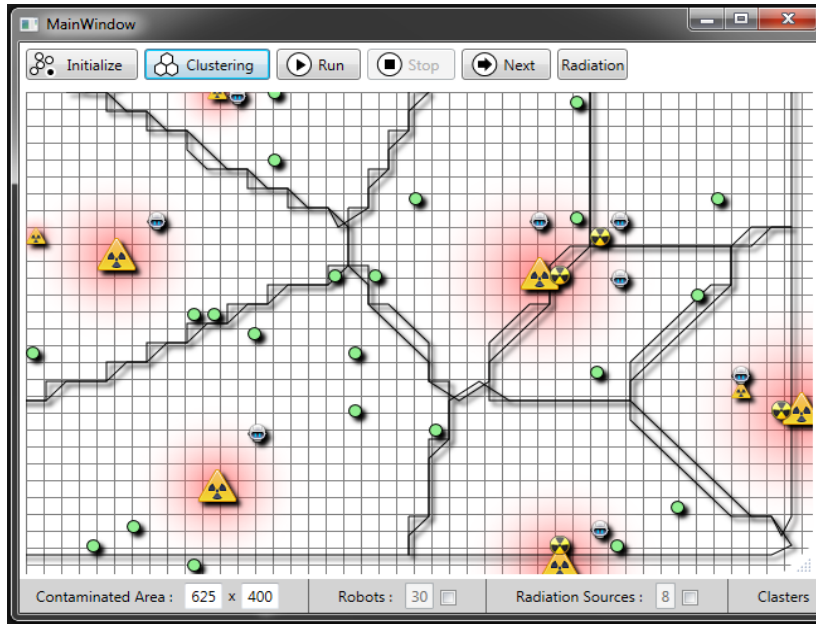 MainWindow
Initialize Clustering Run Stop Next Radiation
Contaminated Area : 625 x 400 Robots : 30 Radiation Sources : 8 Clasters